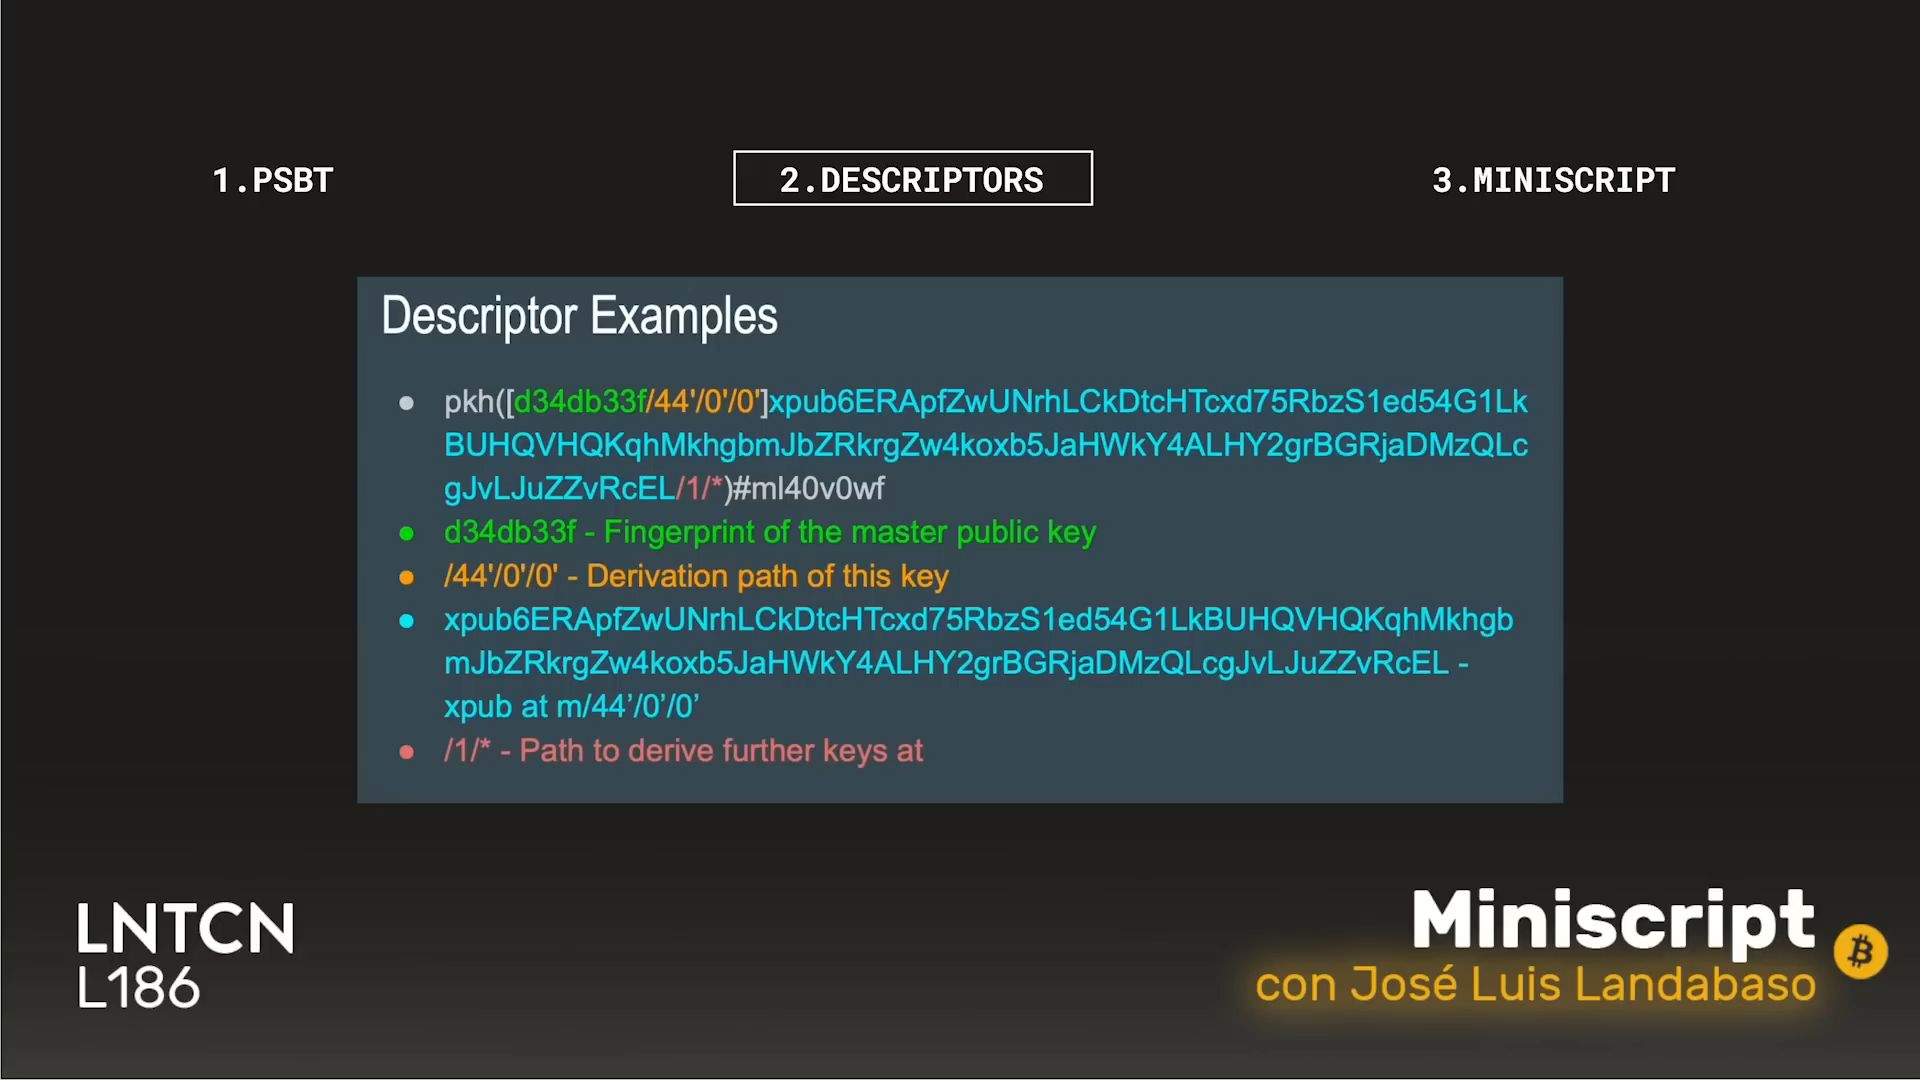 1.PSBT
2.DESCRIPTORS
3.MINISCRIPT
Descriptor Examples
● pkh([d34db33f/44'/0'/0']xpub6ERApfZwUNrhLCkDtcHTcxd75RbzS1ed54G1Lk
BUHQVHQKqhMkhgbmJbZRkrgZw4koxb5JaHWkY4ALHY2grBGRjaDMzQLc
gJvLJuZZvRcEL/1/*)#ml40v0wf
● d34db33f - Fingerprint of the master public key
● /44'/0'/0' - Derivation path of this key
● xpub6ERApfZwUNrhLCkDtcHTcxd75RbzS1ed54G1LkBUHQVHQKqhMkhgb
mJbZRkrgZw4koxb5JaHWkY4ALHY2grBGRjaDMzQLcgJvLJuZZvRcEL -
xpub at m/44’/0’/0’
● /1/* - Path to derive further keys at
LNTCN
L186
Miniscript
con José Luis Landabaso